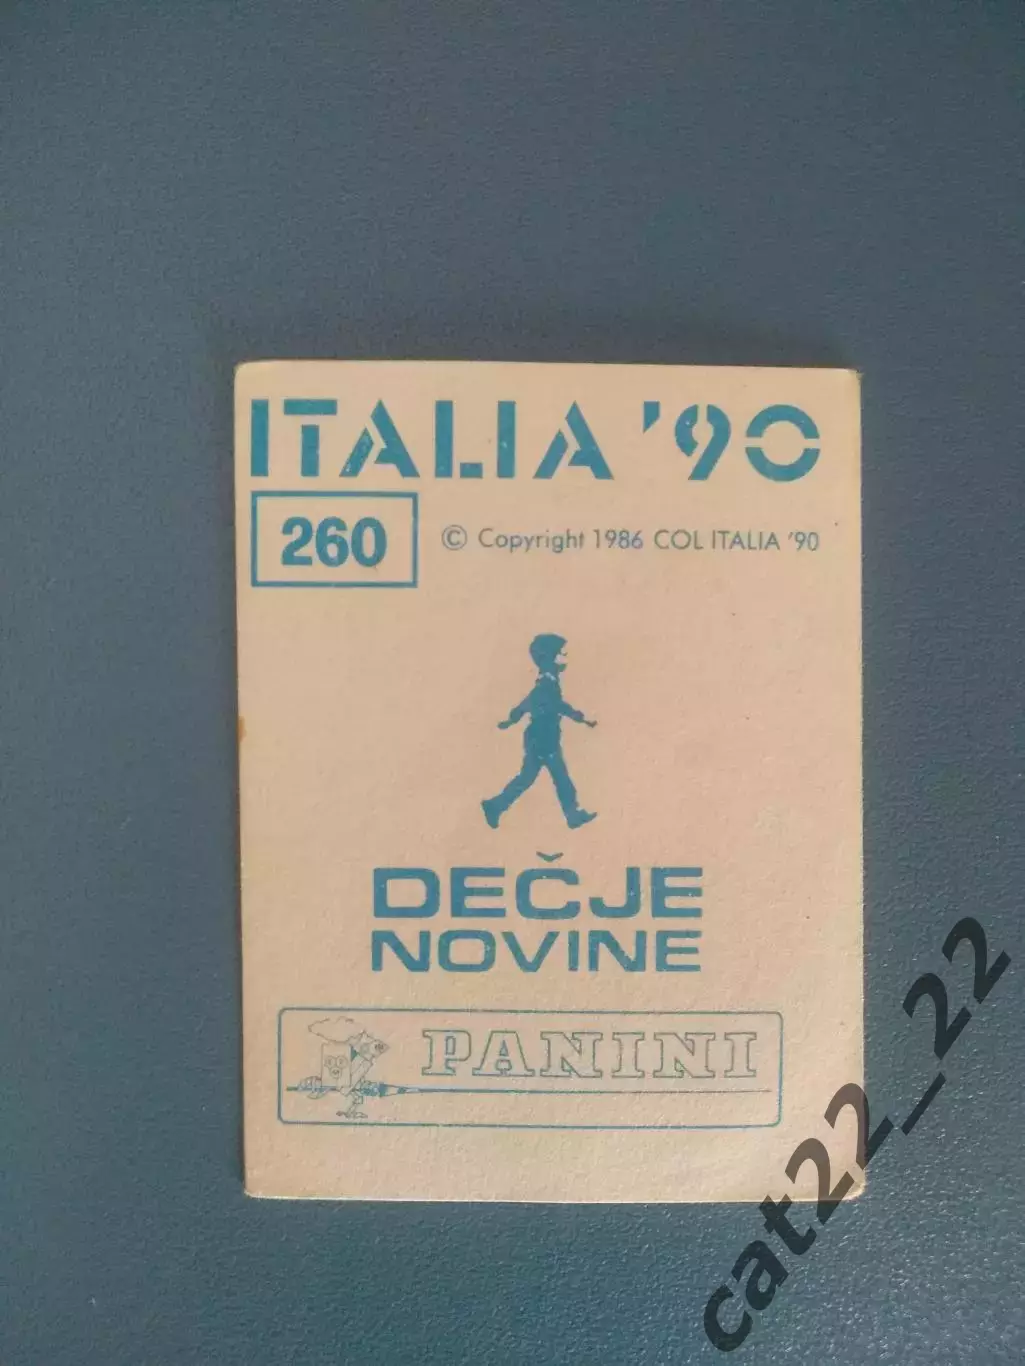 ITALIA '90
260
© Copyright 1986 COL ITALIA '90
DEČJE
NOVINE
PANINI
cat22_22